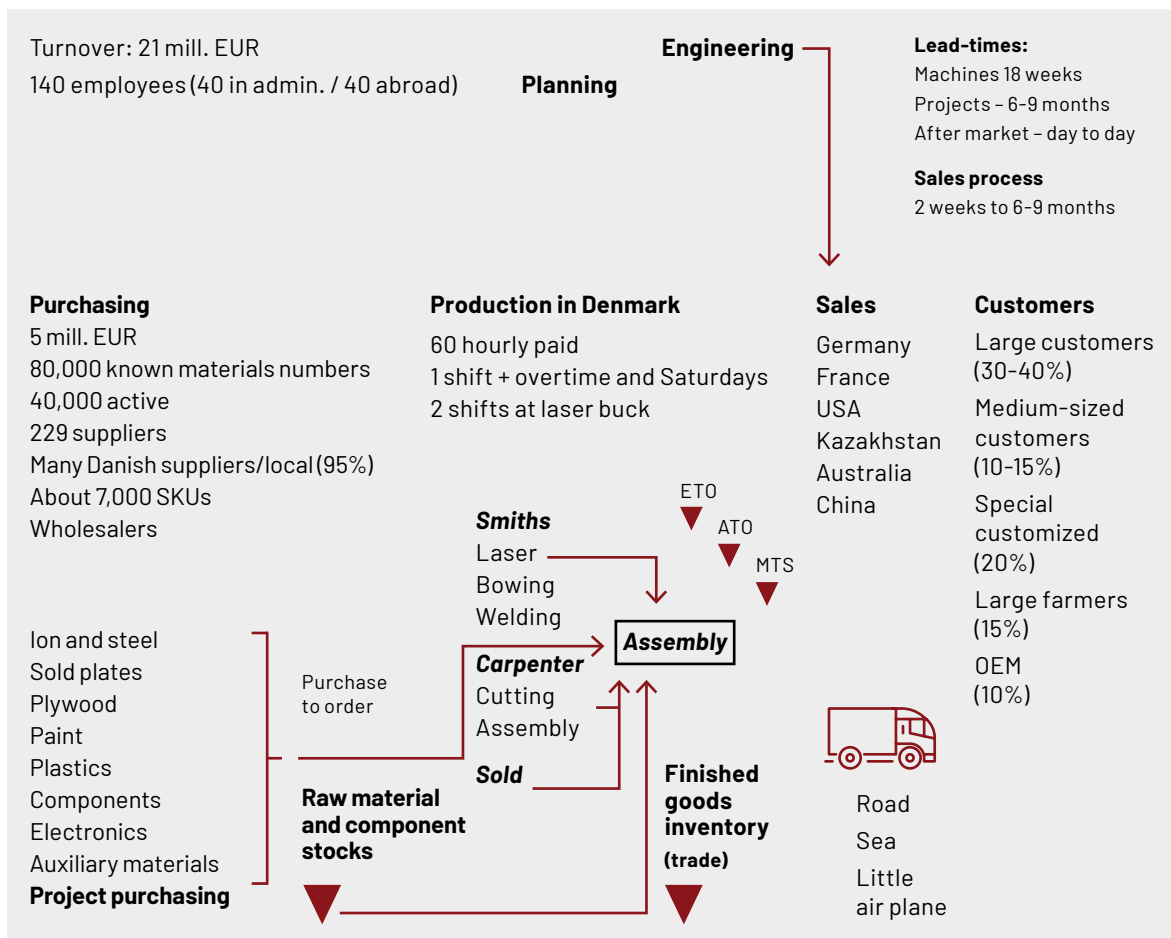 Turnover: 21 mill. EUR
140 employees (40 in admin. / 40 abroad)
Planning
Engineering
Lead-times:
Machines 18 weeks
Projects – 6-9 months
After market – day to day
Sales process
2 weeks to 6-9 months
Purchasing
5 mill. EUR
80,000 known materials numbers
40,000 active
229 suppliers
Many Danish suppliers/local (95%)
About 7,000 SKUs
Wholesalers
Production in Denmark
60 hourly paid
1 shift + overtime and Saturdays
2 shifts at laser buck
Sales
Germany
France
USA
Kazakhstan
Australia
China
Customers
Large customers
(30-40%)
Medium-sized
customers
(10-15%)
Special
customized
(20%)
Large farmers
(15%)
OEM
(10%)
ETO
ATO
MTS
Smiths
Laser
Bowing
Welding
Assembly
Carpenter
Cutting
Assembly
Sold
Ion and steel
Sold plates
Plywood
Paint
Plastics
Components
Electronics
Auxiliary materials
Project purchasing
Purchase
to order
Raw material
and component
stocks
Finished
goods
inventory
(trade)
Road
Sea
Little
air plane